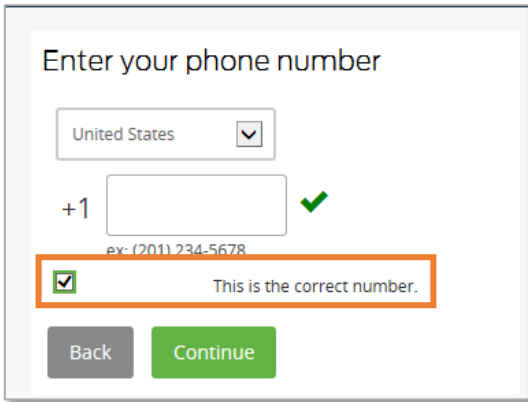 Enter your phone number
United States
+1
ex: (201) 234-5678
This is the correct number.
Back Continue